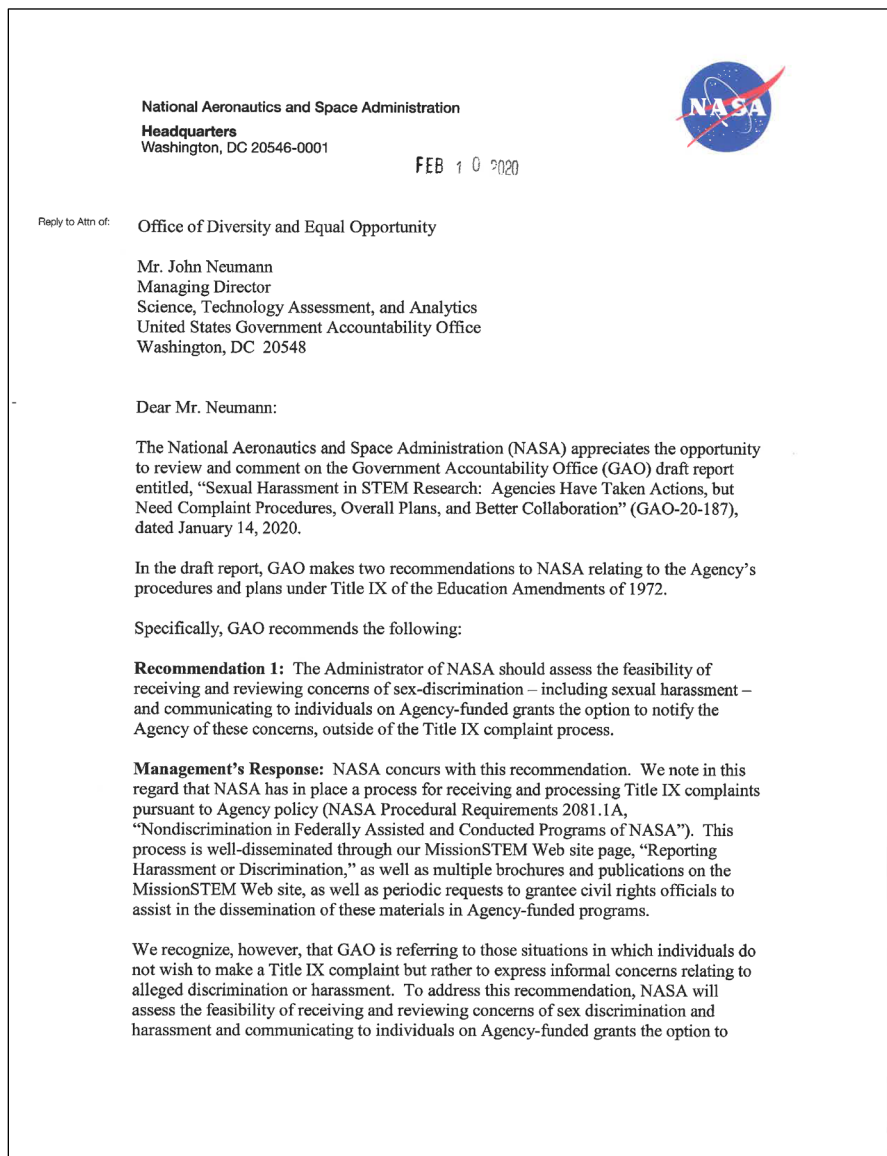 NASA
National Aeronautics and Space Administration
Headquarters
Washington, DC 20546-0001
FEB 10 2020
Reply to Attn of:
Office of Diversity and Equal Opportunity
Mr. John Neumann
Managing Director
Science, Technology Assessment, and Analytics
United States Government Accountability Office
Washington, DC 20548
Dear Mr. Neumann:
The National Aeronautics and Space Administration (NASA) appreciates the opportunity
to review and comment on the Government Accountability Office (GAO) draft report
entitled, “Sexual Harassment in STEM Research: Agencies Have Taken Actions, but
Need Complaint Procedures, Overall Plans, and Better Collaboration” (GAO-20-187),
dated January 14, 2020.
In the draft report, GAO makes two recommendations to NASA relating to the Agency’s
procedures and plans under Title IX of the Education Amendments of 1972.
Specifically, GAO recommends the following:
Recommendation 1: The Administrator of NASA should assess the feasibility of
receiving and reviewing concerns of sex-discrimination – including sexual harassment –
and communicating to individuals on Agency-funded grants the option to notify the
Agency of these concerns, outside of the Title IX complaint process.
Management’s Response: NASA concurs with this recommendation. We note in this
regard that NASA has in place a process for receiving and processing Title IX complaints
pursuant to Agency policy (NASA Procedural Requirements 2081.1A,
“Nondiscrimination in Federally Assisted and Conducted Programs of NASA”). This
process is well-disseminated through our MissionSTEM Web site page, “Reporting
Harassment or Discrimination,” as well as multiple brochures and publications on the
MissionSTEM Web site, as well as periodic requests to grantee civil rights officials to
assist in the dissemination of these materials in Agency-funded programs.
We recognize, however, that GAO is referring to those situations in which individuals do
not wish to make a Title IX complaint but rather to express informal concerns relating to
alleged discrimination or harassment. To address this recommendation, NASA will
assess the feasibility of receiving and reviewing concerns of sex discrimination and
harassment and communicating to individuals on Agency-funded grants the option to